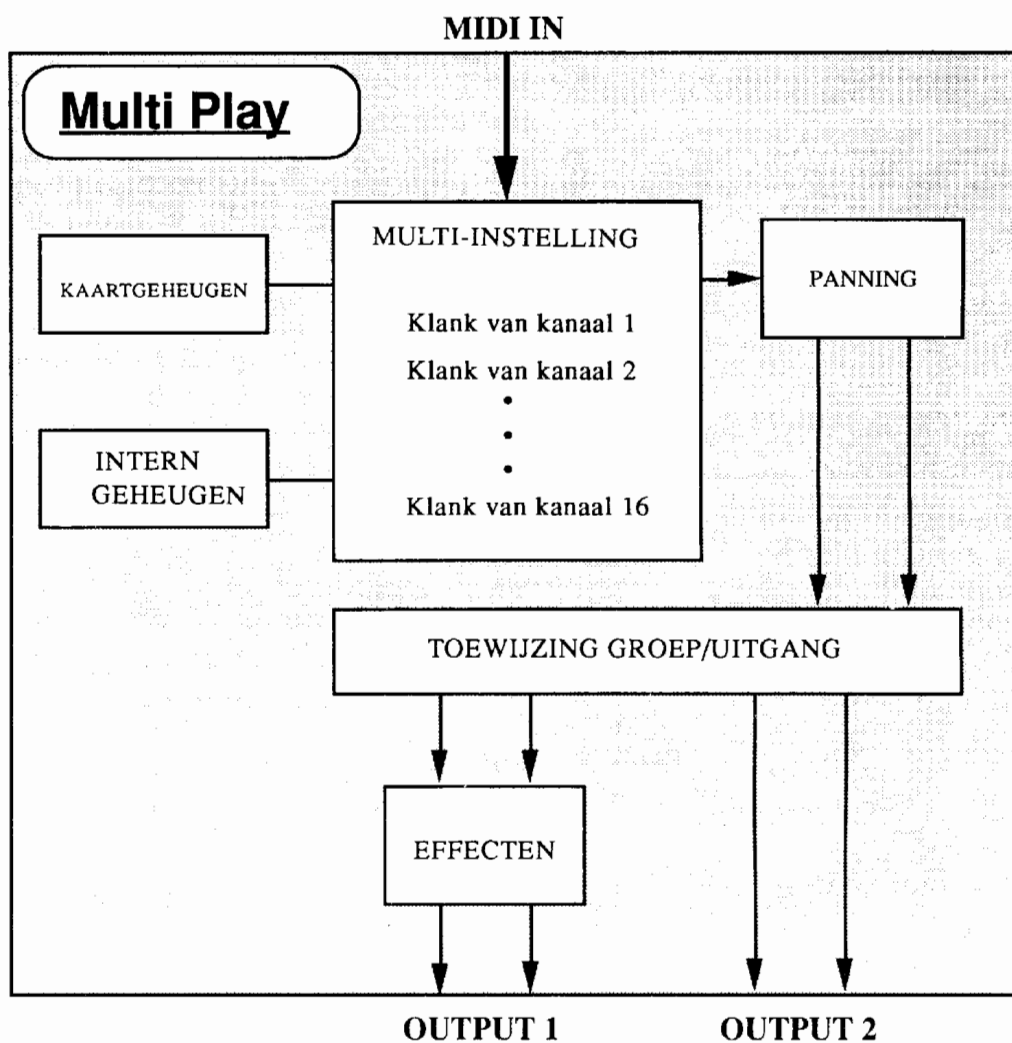 MIDI IN
Multi Play
MULTI-INSTELLING
KAARTGEHEUGEN
PANNING
Klank van kanaal 1
Klank van kanaal 2
INTERN
GEHEUGEN
Klank van kanaal 16
TOEWIJZING GROEP/UITGANG
EFFECTEN
OUTPUT 1
OUTPUT 2